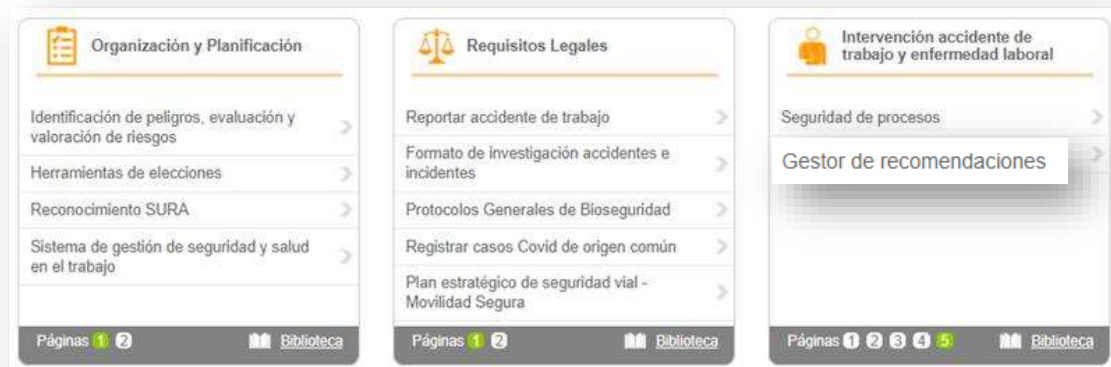 Organización y Planificación
Identificación de peligros, evaluación y
valoración de riesgos
Herramientas de elecciones
Reconocimiento SURA
Sistema de gestión de seguridad y salud
en el trabajo
Páginas 1 2 Biblioteca
Requisitos Legales
Reportar accidente de trabajo
Formato de investigación accidentes e
incidentes
Protocolos Generales de Bioseguridad
Registrar casos Covid de origen común
Plan estratégico de seguridad vial -
Movilidad Segura
Páginas 1 2 Biblioteca
Intervención accidente de
trabajo y enfermedad laboral
Seguridad de procesos
Gestor de recomendaciones
Páginas 1 2 3 4 5 Biblioteca